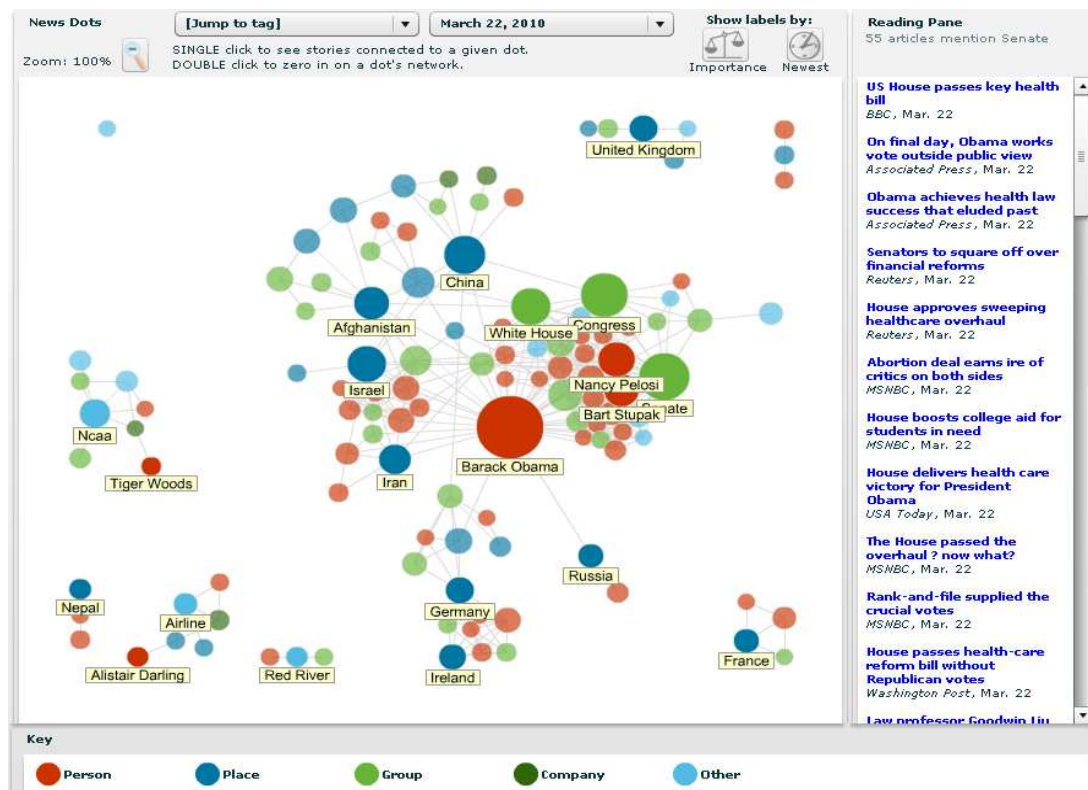 News Dots
[Jump to tag]
March 22, 2010
Show labels by:
Zoom: 100%
SINGLE click to see stories connected to a given dot.
DOUBLE click to zero in on a dot's network.
Importance
Newest
Reading Pane
55 articles mention Senate
United Kingdom
China
Afghanistan
White House
Congress
Israel
Nancy Pelosi
Bart Stupak
Senate
Ncaa
Barack Obama
Iran
Tiger Woods
Russia
Nepal
Airline
Germany
Alistair Darling
Red River
Ireland
France
US House passes key health
bill
BBC, Mar. 22
On final day, Obama works
vote outside public view
Associated Press, Mar. 22
Obama achieves health law
success that eluded past
Associated Press, Mar. 22
Senators to square off over
financial reforms
Reuters, Mar. 22
House approves sweeping
healthcare overhaul
Reuters, Mar. 22
Abortion deal earns ire of
critics on both sides
MSNBC, Mar. 22
House boosts college aid for
students in need
MSNBC, Mar. 22
House delivers health care
victory for President
Obama
USA Today, Mar. 22
The House passed the
overhaul ? now what?
MSNBC, Mar. 22
Rank-and-file supplied the
crucial votes
MSNBC, Mar. 22
House passes health-care
reform bill without
Republican votes
Washington Post, Mar. 22
Law professor Goodwin Liu
Key
Person
Place
Group
Company
Other